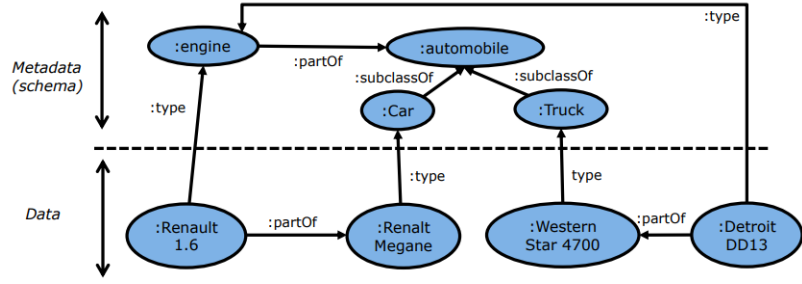 :type
:engine
:automobile
:partOf
Metadata
(schema)
:subclassOf
:subclassOf
:type
:Car
:Truck
:type
type
Data
:Renault
1.6
:partOf
:Renalt
Megane
:Western
Star 4700
:partOf
:Detroit
DD13